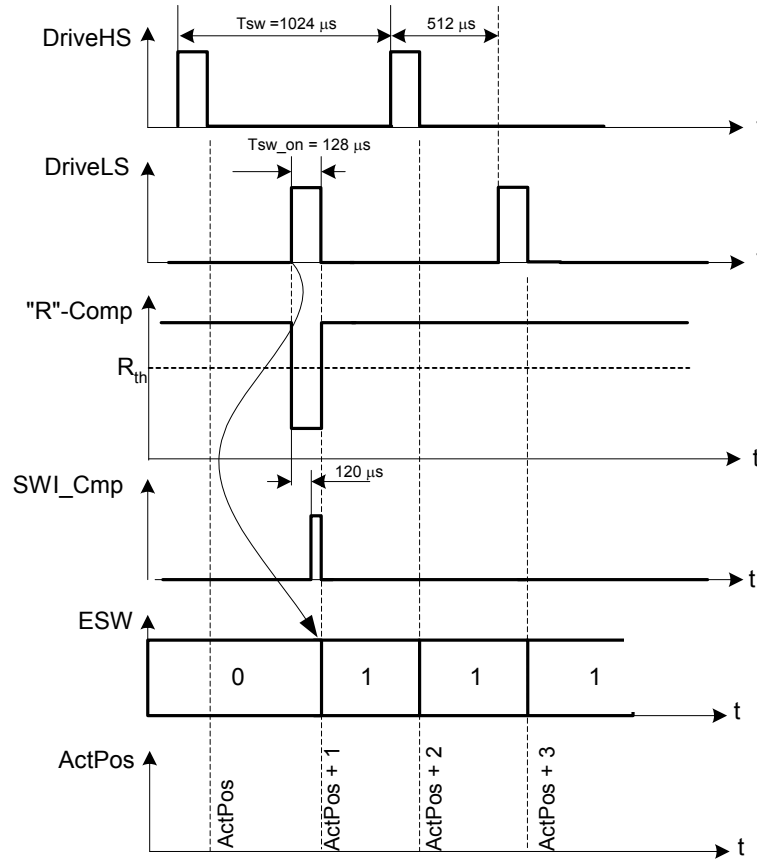 Tsw =1024 μs
512 μs
DriveHS
t
Tsw_on = 128 μs
DriveLS
t
"R"-Comp
Rth
t
120 μs
SWI_Cmp
t
ESW
0 1 1 1
t
ActPos
ActPos
ActPos + 1
ActPos + 2
ActPos + 3
t